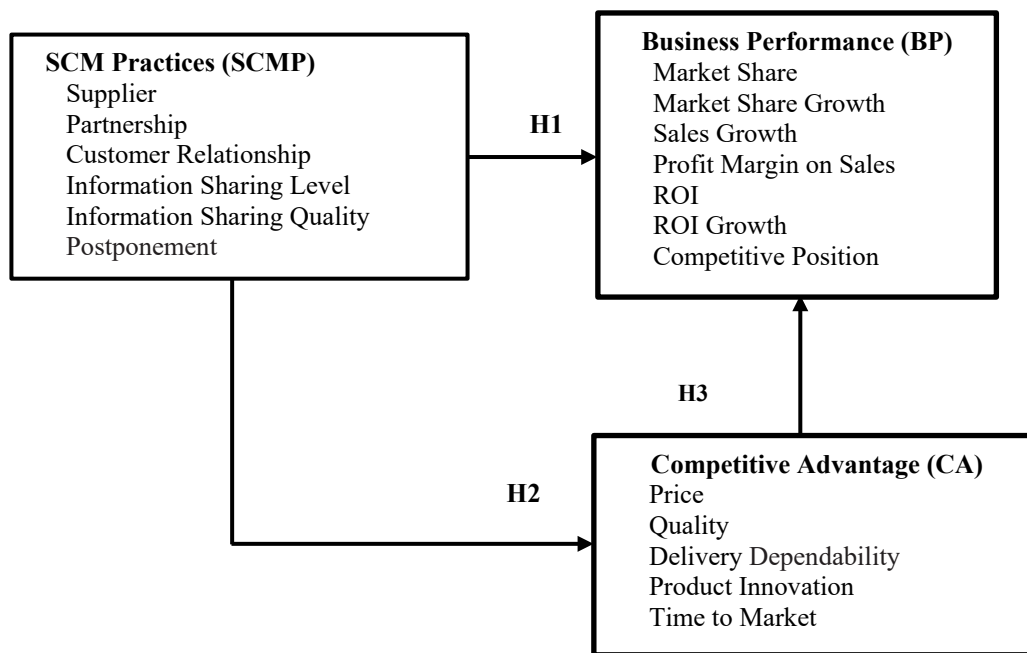 SCM Practices (SCMP)
Supplier
Partnership
Customer Relationship
Information Sharing Level
Information Sharing Quality
Postponement
H1
Business Performance (BP)
Market Share
Market Share Growth
Sales Growth
Profit Margin on Sales
ROI
ROI Growth
Competitive Position
H3
H2
Competitive Advantage (CA)
Price
Quality
Delivery Dependability
Product Innovation
Time to Market